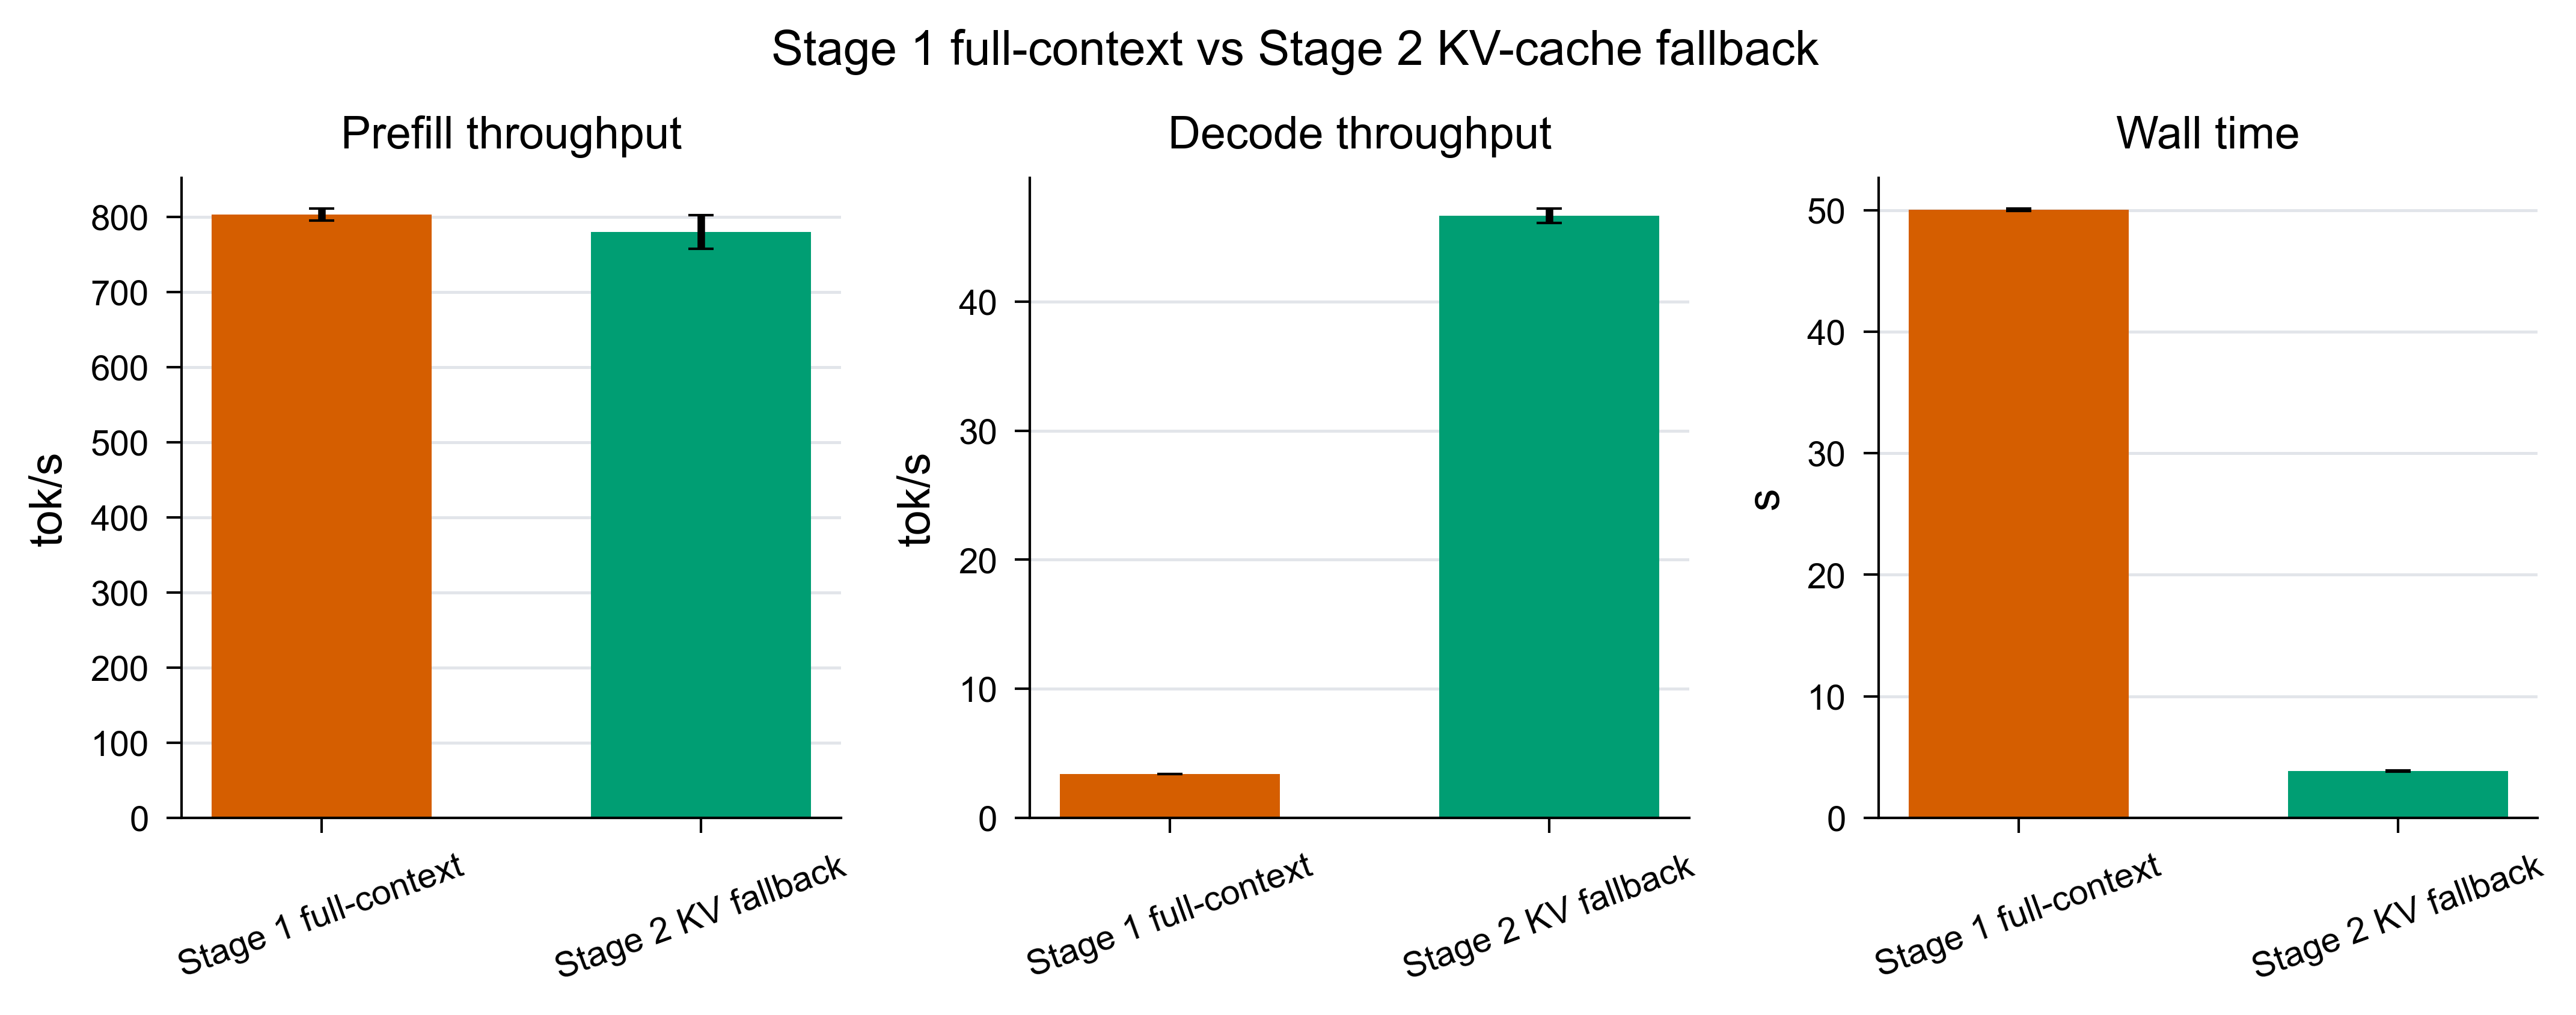 Stage 1 full-context vs Stage 2 KV-cache fallback
Prefill throughput
tok/s
800
700
600
500
400
300
200
100
0
Stage 1 full-context
Stage 2 KV fallback
Decode throughput
tok/s
40
30
20
10
0
Stage 1 full-context
Stage 2 KV fallback
Wall time
s
50
40
30
20
10
0
Stage 1 full-context
Stage 2 KV fallback